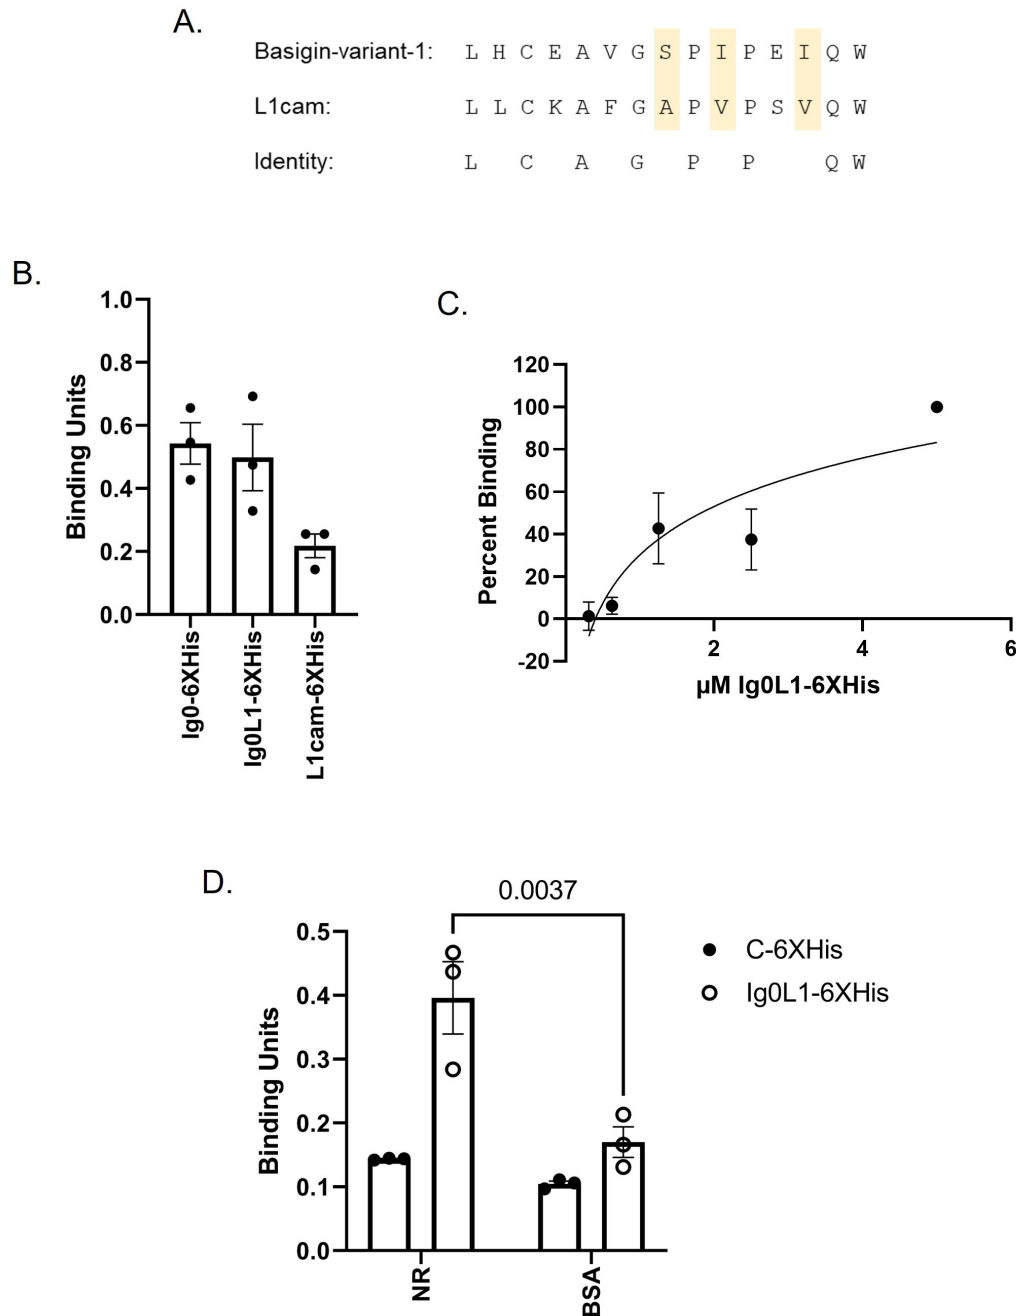 A.
Basigin-variant-1: L H C E A V G S P I P E I Q W
L1cam: L L C K A F G A P V P S V Q W
Identity: L C A G P P Q W
B.
1.0
0.8
0.6
0.4
0.2
0.0
Binding Units
Ig0-6XHis
Ig0L1-6XHis
L1cam-6XHis
C.
120
100
80
60
40
20
0
-20
Percent Binding
2 4 6
µM Ig0L1-6XHis
D.
0.0037
0.5
0.4
0.3
0.2
0.1
0.0
Binding Units
NR
BSA
C-6XHis
Ig0L1-6XHis